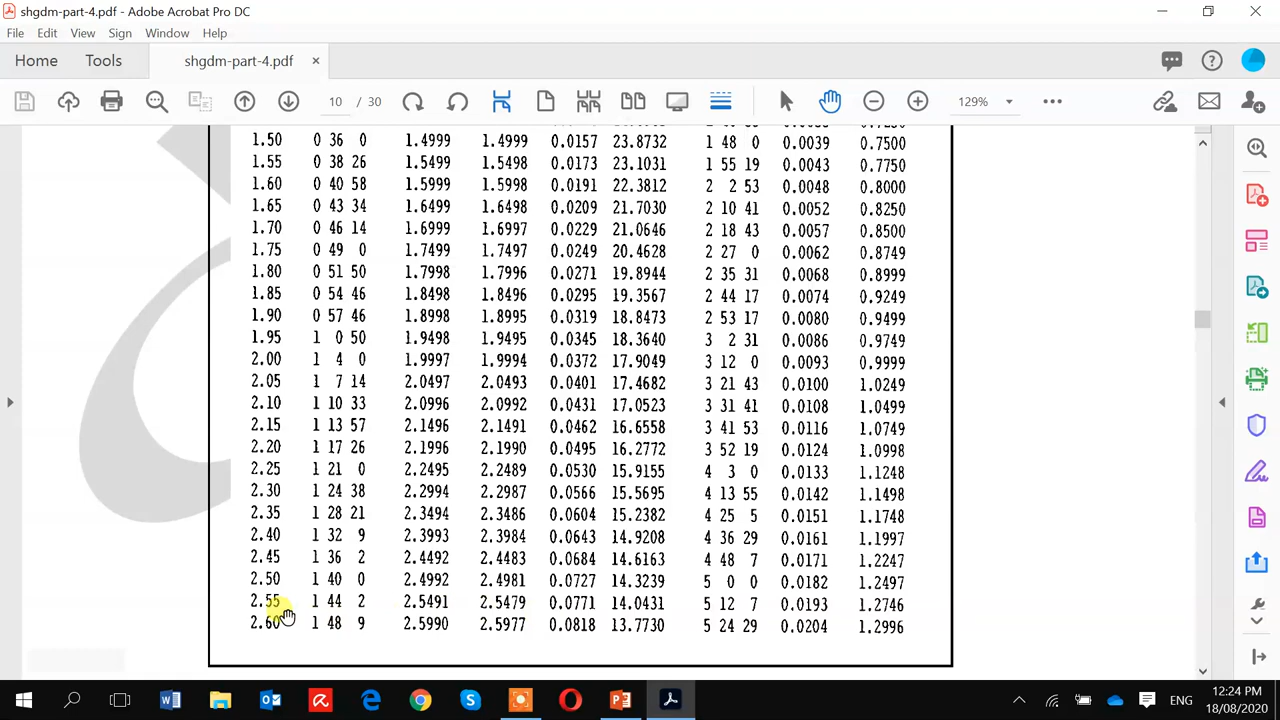 shgdm-part-4.pdf - Adobe Acrobat Pro DC
File Edit View Sign Window Help
Home Tools shgdm-part-4.pdf ×
10 / 30 129%
1.50 0 36 0 1.4999 1.4999 0.0157 23.8732 1 48 0 0.0039 0.7500
1.55 0 38 26 1.5499 1.5498 0.0173 23.1031 1 55 19 0.0043 0.7750
1.60 0 40 58 1.5999 1.5998 0.0191 22.3812 2 2 53 0.0048 0.8000
1.65 0 43 34 1.6499 1.6498 0.0209 21.7030 2 10 41 0.0052 0.8250
1.70 0 46 14 1.6999 1.6997 0.0229 21.0646 2 18 43 0.0057 0.8500
1.75 0 49 0 1.7499 1.7497 0.0249 20.4628 2 27 0 0.0062 0.8749
1.80 0 51 50 1.7998 1.7996 0.0271 19.8944 2 35 31 0.0068 0.8999
1.85 0 54 46 1.8498 1.8496 0.0295 19.3567 2 44 17 0.0074 0.9249
1.90 0 57 46 1.8998 1.8995 0.0319 18.8473 2 53 17 0.0080 0.9499
1.95 1 0 50 1.9498 1.9495 0.0345 18.3640 3 2 31 0.0086 0.9749
2.00 1 4 0 1.9997 1.9994 0.0372 17.9049 3 12 0 0.0093 0.9999
2.05 1 7 14 2.0497 2.0493 0.0401 17.4682 3 21 43 0.0100 1.0249
2.10 1 10 33 2.0996 2.0992 0.0431 17.0523 3 31 41 0.0108 1.0499
2.15 1 13 57 2.1496 2.1491 0.0462 16.6558 3 41 53 0.0116 1.0749
2.20 1 17 26 2.1996 2.1990 0.0495 16.2772 3 52 19 0.0124 1.0998
2.25 1 21 0 2.2495 2.2489 0.0530 15.9155 4 3 0 0.0133 1.1248
2.30 1 24 38 2.2994 2.2987 0.0566 15.5695 4 13 55 0.0142 1.1498
2.35 1 28 21 2.3494 2.3486 0.0604 15.2382 4 25 5 0.0151 1.1748
2.40 1 32 9 2.3993 2.3984 0.0643 14.9208 4 36 29 0.0161 1.1997
2.45 1 36 2 2.4492 2.4483 0.0684 14.6163 4 48 7 0.0171 1.2247
2.50 1 40 0 2.4992 2.4981 0.0727 14.3239 5 0 0 0.0182 1.2497
2.55 1 44 2 2.5491 2.5479 0.0771 14.0431 5 12 7 0.0193 1.2746
2.60 1 48 9 2.5990 2.5977 0.0818 13.7730 5 24 29 0.0204 1.2996
ENG
12:24 PM
18/08/2020